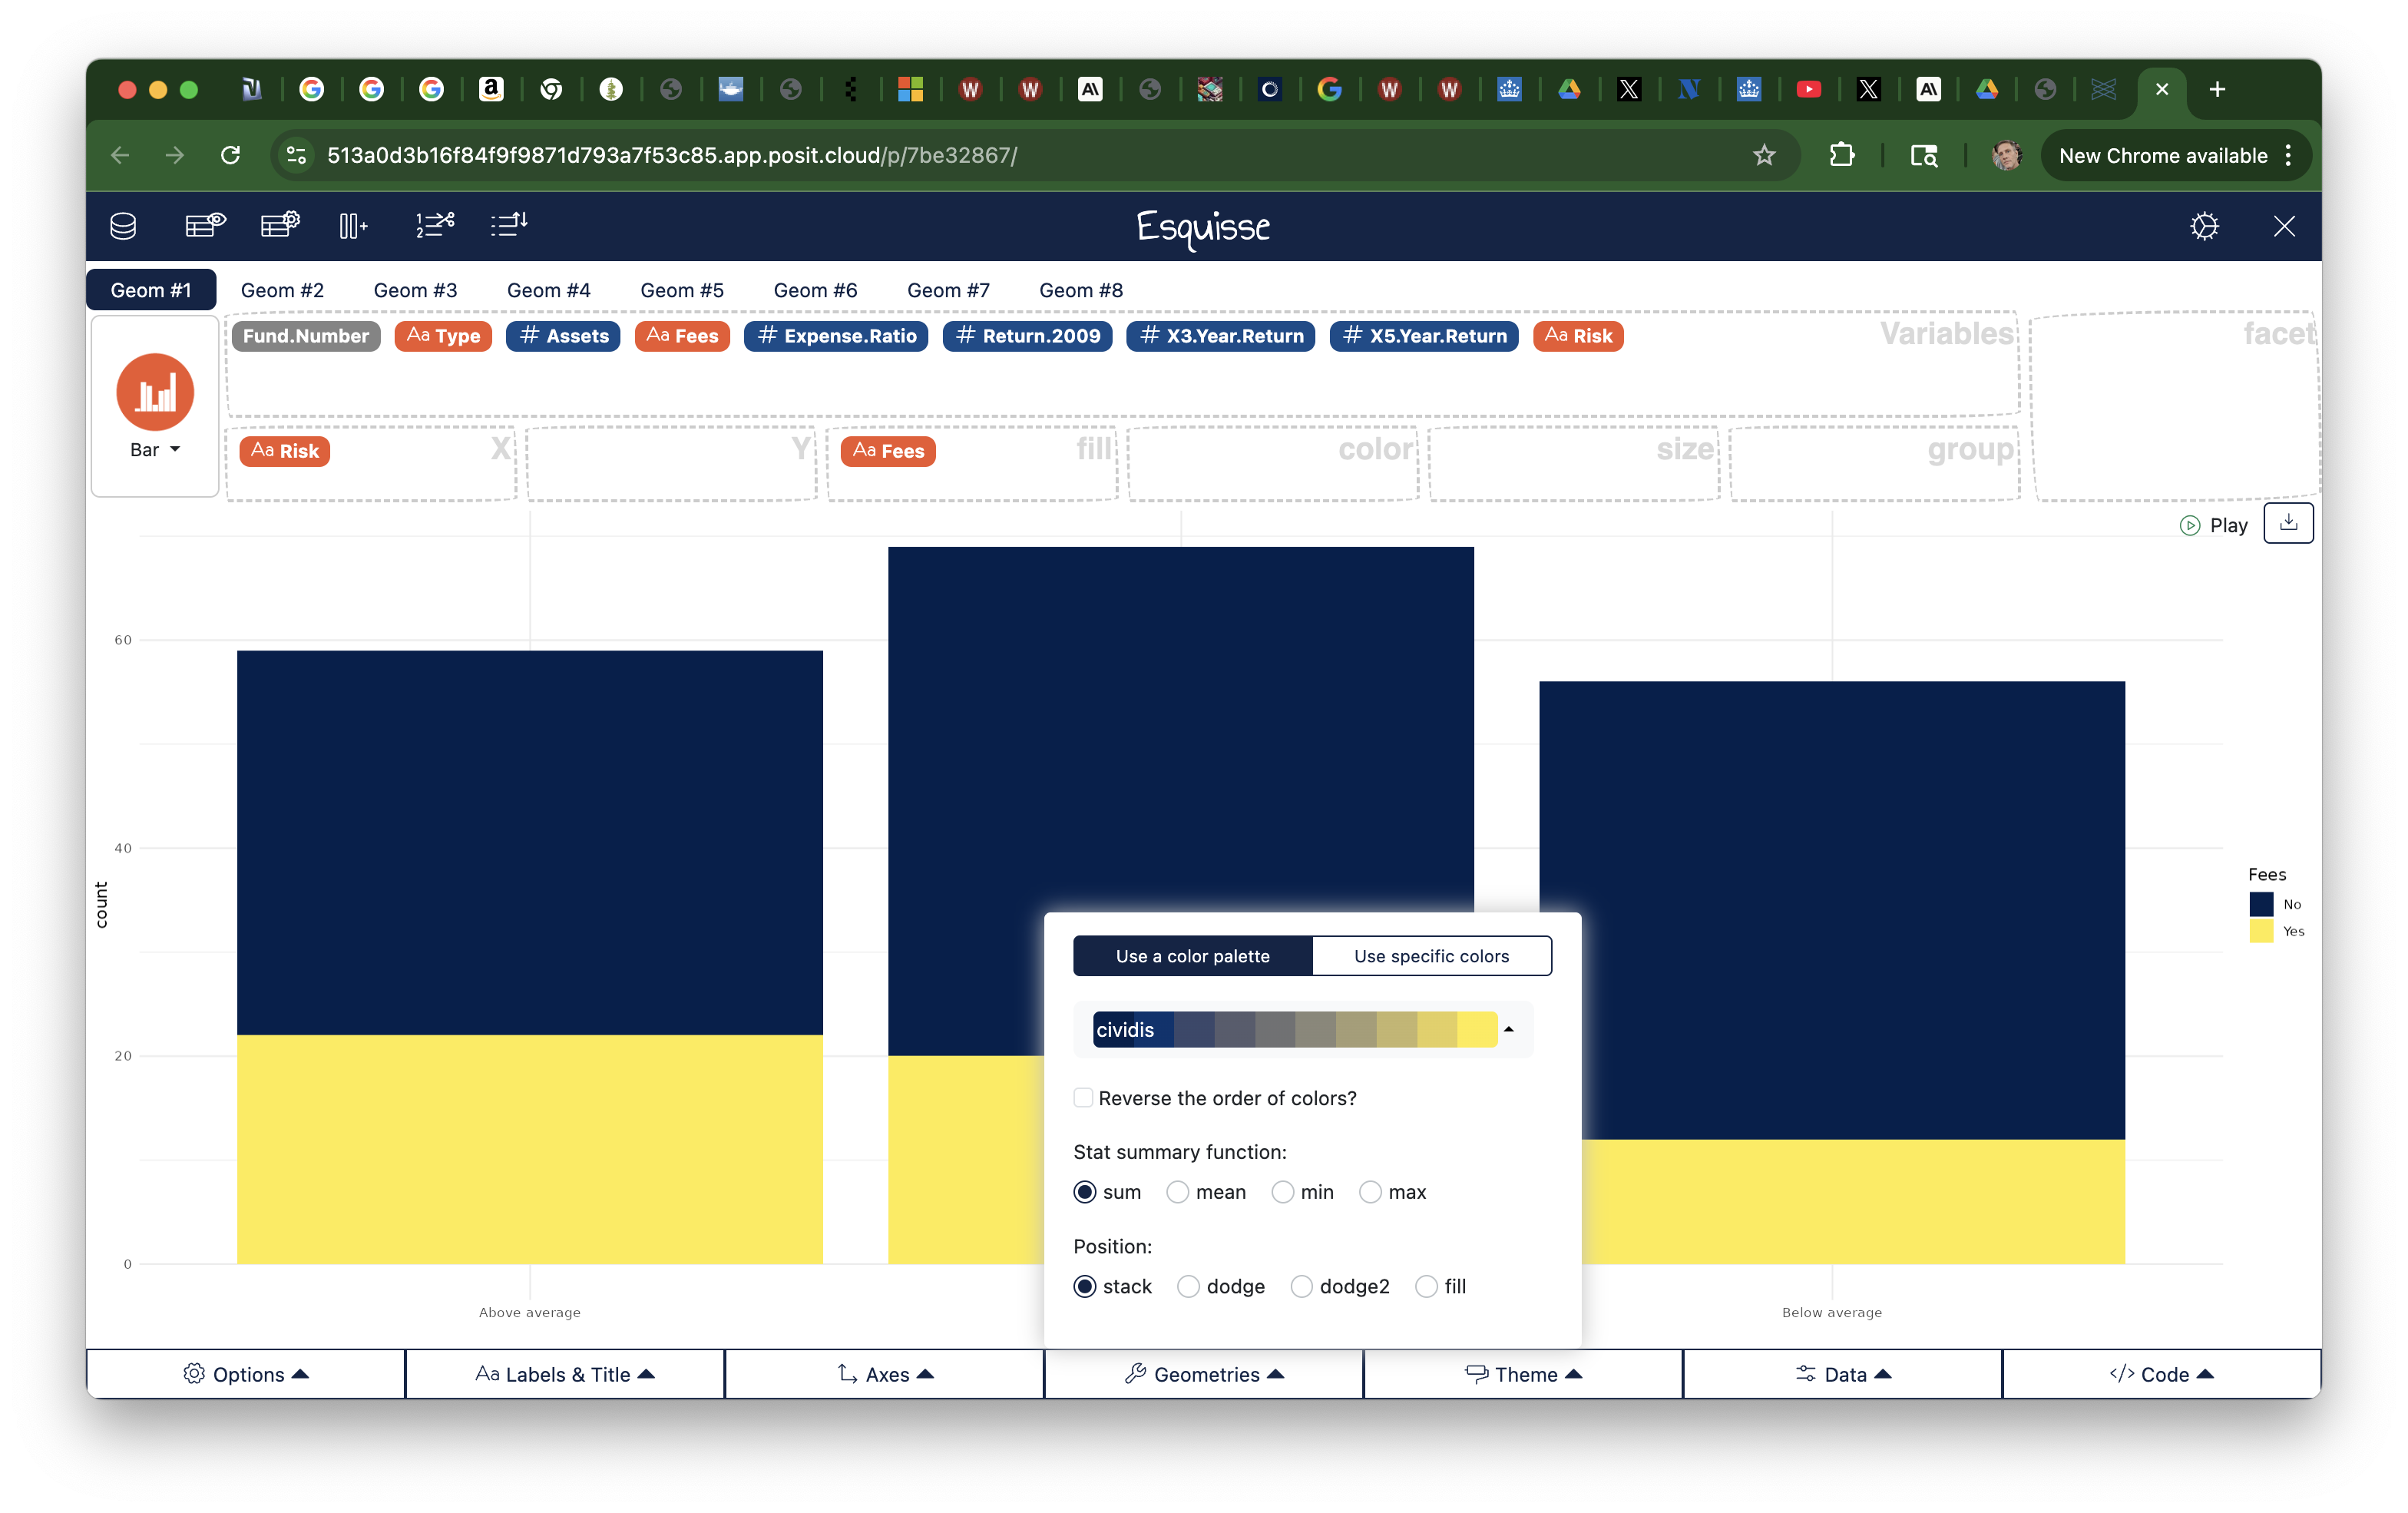 513a0d3b16f84f9f9871d793a7f53c85.app.posit.cloud/p/7be32867/
New Chrome available
Esquisse
Geom #1 Geom #2 Geom #3 Geom #4 Geom #5 Geom #6 Geom #7 Geom #8
Fund.Number Aa Type # Assets Aa Fees # Expense.Ratio # Return.2009 # X3.Year.Return # X5.Year.Return Aa Risk Variables facet
Bar
Aa Risk X Y Aa Fees fill color size group
Play
60
40
20
0
count
Above average
Below average
Fees
No
Yes
Use a color palette Use specific colors
cividis
Reverse the order of colors?
Stat summary function:
sum mean min max
Position:
stack dodge dodge2 fill
Options Aa Labels & Title Axes Geometries Theme Data </> Code